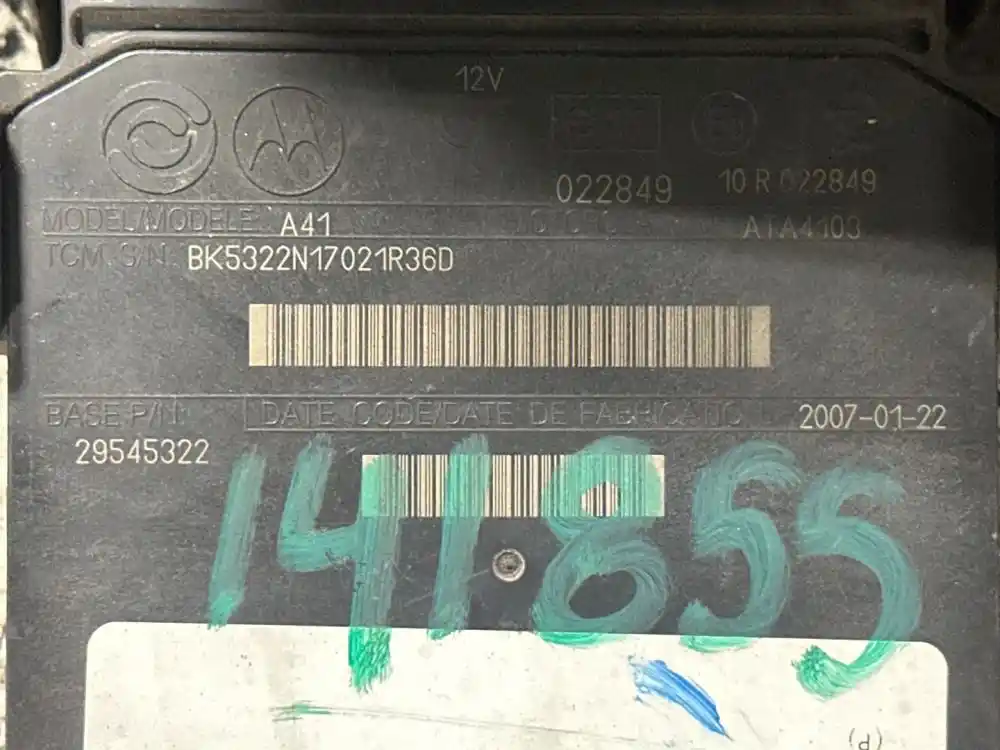 12V
022849 10 R 022849
MODEL/MODELE A41 ATA4103
TCM S/N BK5322N17021R36D
BASE P/N DATE CODE/DATE DE FABRICATION 2007-01-22
29545322
141855
(P)